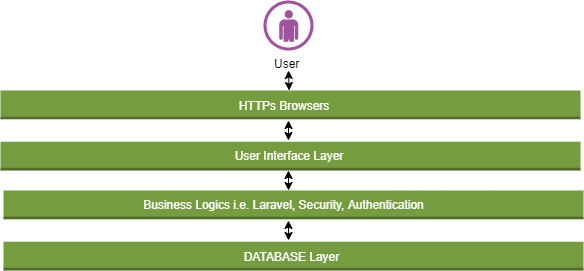 User
HTTPs Browsers
User Interface Layer
Business Logics i.e. Laravel, Security, Authentication
DATABASE Layer